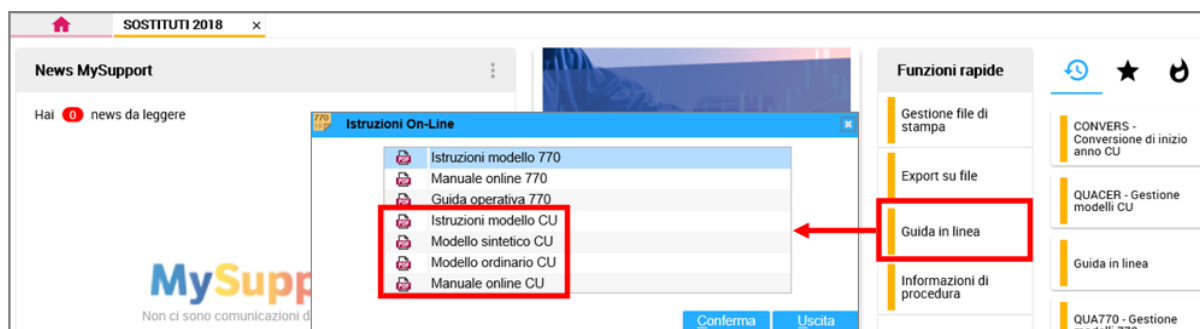 SOSTITUTI 2018 ×
News MySupport
Hai 0 news da leggere
770
Istruzioni On-Line
Istruzioni modello 770
Manuale online 770
Guida operativa 770
Istruzioni modello CU
Modello sintetico CU
Modello ordinario CU
Manuale online CU
Conferma Uscita
MySupp
Non ci sono comunicazioni d
Funzioni rapide
Gestione file di
stampa
Export su file
Guida in linea
Informazioni di
procedura
CONVERS -
Conversione di inizio
anno CU
QUACER - Gestione
modelli CU
Guida in linea
QUA770 - Gestione
modelli 770